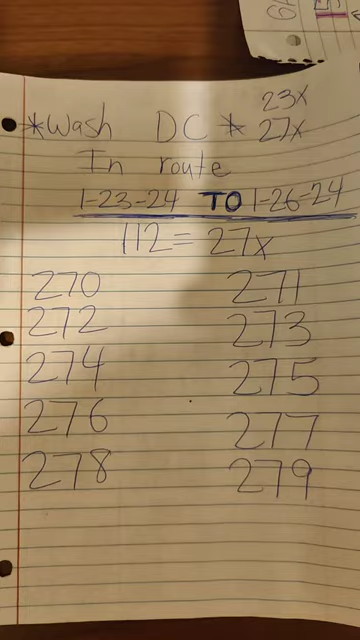 23x
*Wash DC * 27x
In route
1-23-24 TO 1-26-24
112 = 27x
270 271
272 273
274 275
276 277
278 279